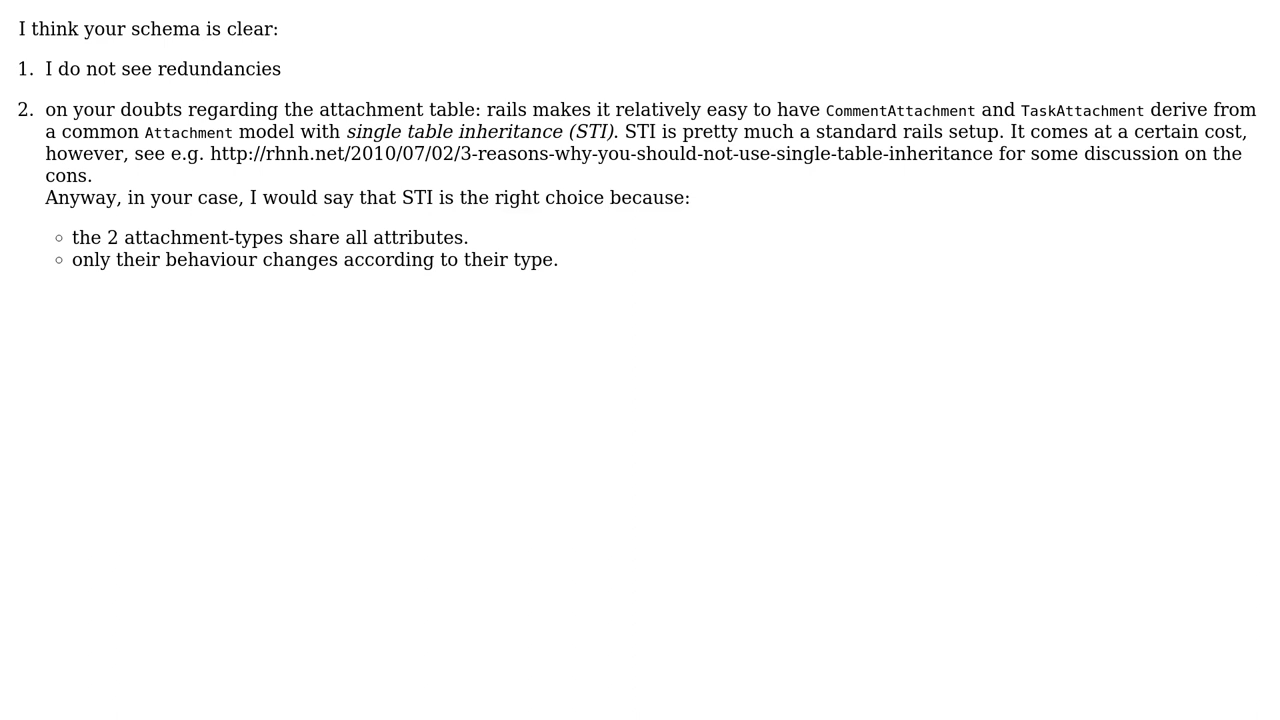 I think your schema is clear:
1. I do not see redundancies
2. on your doubts regarding the attachment table: rails makes it relatively easy to have CommentAttachment and TaskAttachment derive from
a common Attachment model with single table inheritance (STI). STI is pretty much a standard rails setup. It comes at a certain cost,
however, see e.g. http://rhnh.net/2010/07/02/3-reasons-why-you-should-not-use-single-table-inheritance for some discussion on the
cons.
Anyway, in your case, I would say that STI is the right choice because:
◦ the 2 attachment-types share all attributes.
◦ only their behaviour changes according to their type.